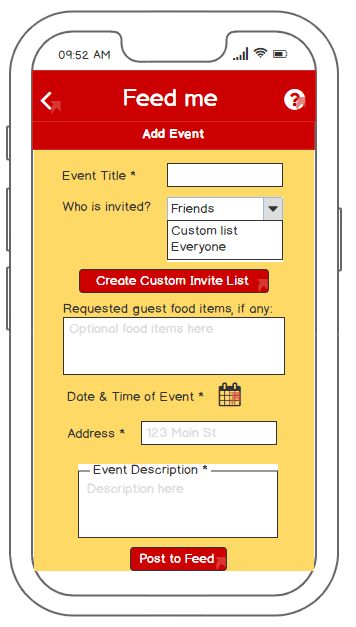 09:52 AM
Feed me
?
Add Event
Event Title *
Who is invited?
Friends
Custom list
Everyone
Create Custom Invite List
Requested guest food items, if any:
Optional food items here
Date & Time of Event *
Address *
123 Main St
Event Description *
Description here
Post to Feed